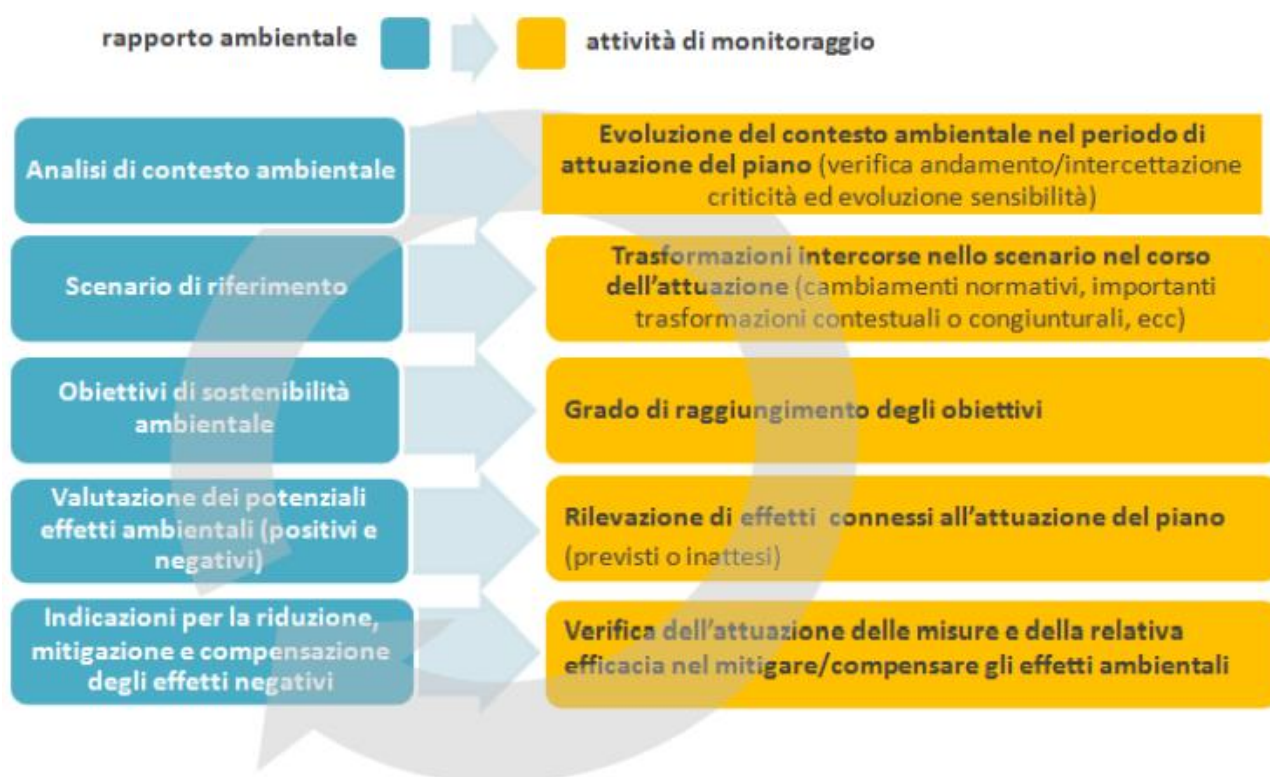 rapporto ambientale
attività di monitoraggio
Analisi di contesto ambientale
Evoluzione del contesto ambientale nel periodo di
attuazione del piano (verifica andamento/intercettazione
criticità ed evoluzione sensibilità)
Scenario di riferimento
Trasformazioni intercorse nello scenario nel corso
dell'attuazione (cambiamenti normativi, importanti
trasformazioni contestuali o congiunturali, ecc)
Obiettivi di sostenibilità
ambientale
Grado di raggiungimento degli obiettivi
Valutazione dei potenziali
effetti ambientali (positivi e
negativi)
Rilevazione di effetti connessi all'attuazione del piano
(previsti o inattesi)
Indicazioni per la riduzione,
mitigazione e compensazione
degli effetti negativi
Verifica dell'attuazione delle misure e della relativa
efficacia nel mitigare/compensare gli effetti ambientali